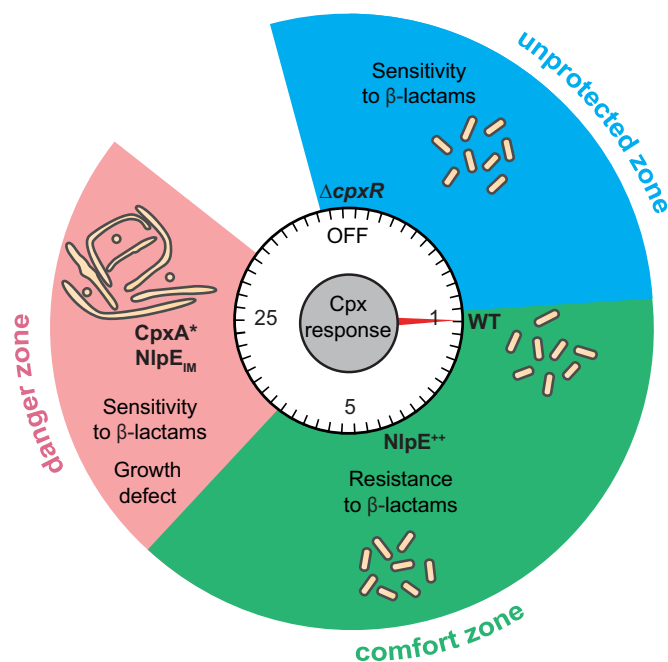 unprotected zone
Sensitivity
to β-lactams
ΔcpxR
OFF
Cpx
response
1
WT
25
5
CpxA*
NlpE_IM
danger zone
Sensitivity
to β-lactams
Growth
defect
NlpE⁺⁺
Resistance
to β-lactams
comfort zone